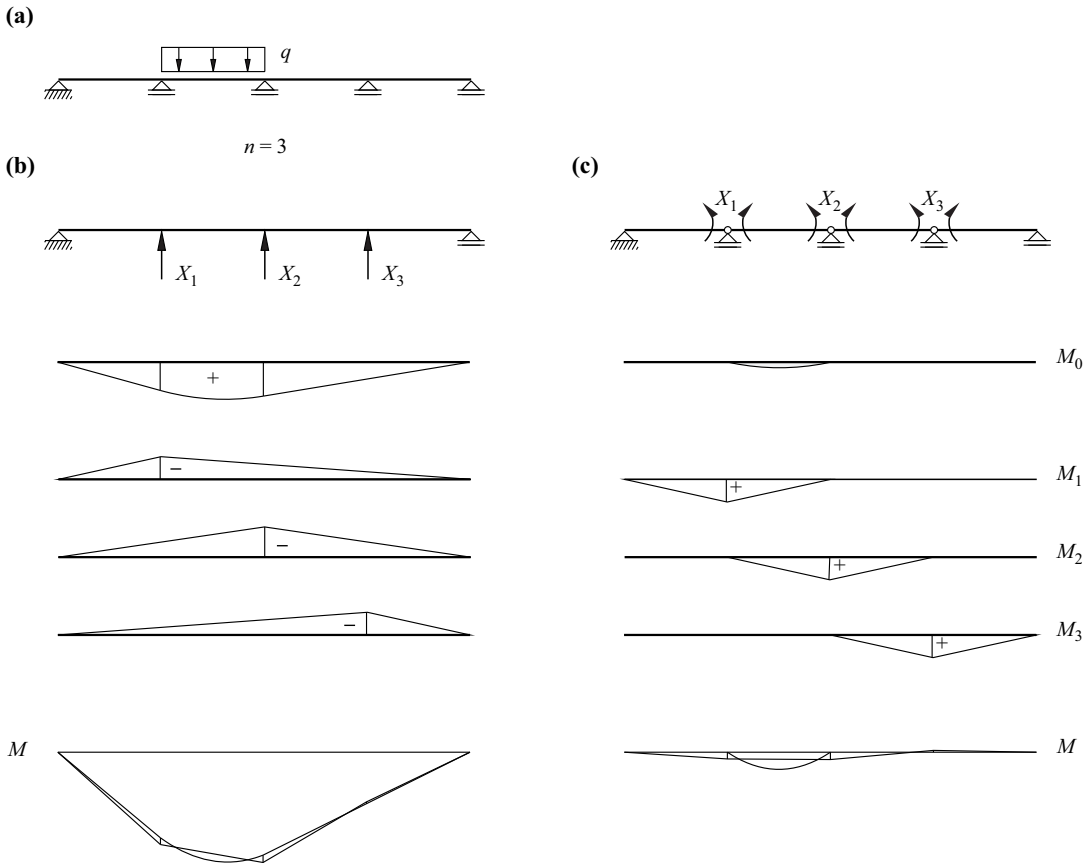 (a)
q
n = 3
(b)
(c)
X1 X2 X3
X1 X2 X3
+
M0
−
+
M1
−
+
M2
−
+
M3
M
M